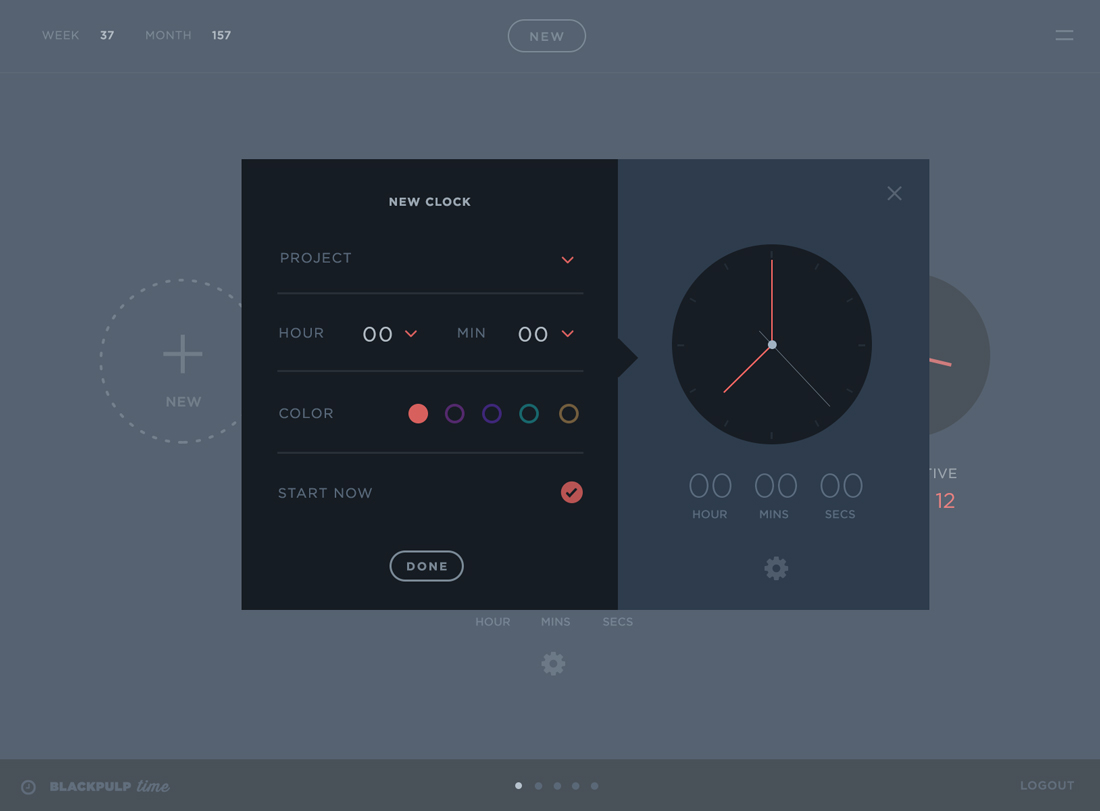 WEEK 37 MONTH 157
NEW
NEW CLOCK
PROJECT
HOUR 00 MIN 00
COLOR
START NOW
DONE
00 00 00
HOUR MINS SECS
NEW
12
HOUR MINS SECS
BLACKPULP time
LOGOUT